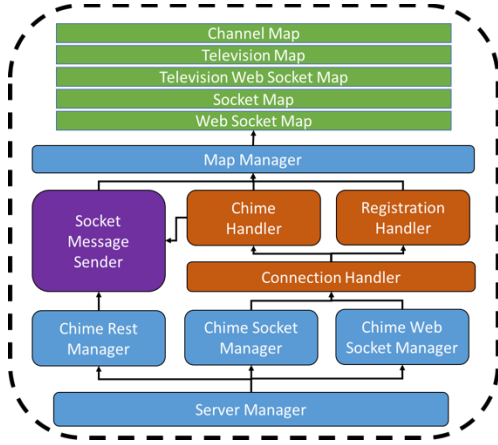 Channel Map
Television Map
Television Web Socket Map
Socket Map
Web Socket Map
Map Manager
Socket
Message
Sender
Chime
Handler
Registration
Handler
Connection Handler
Chime Rest
Manager
Chime Socket
Manager
Chime Web
Socket Manager
Server Manager